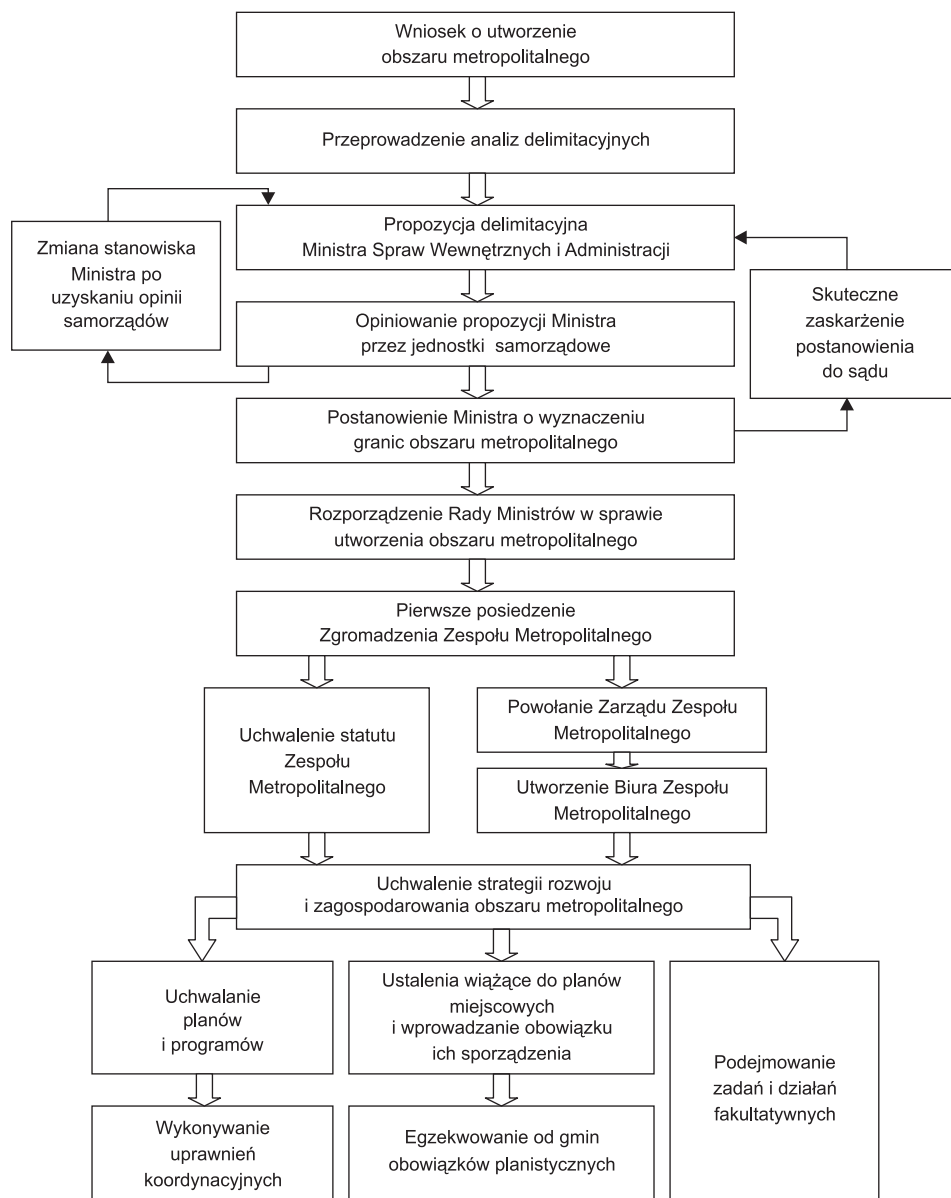 Wniosek o utworzenie
obszaru metropolitalnego
Przeprowadzenie analiz delimitacyjnych
Propozycja delimitacyjna
Ministra Spraw Wewnętrznych i Administracji
Zmiana stanowiska
Ministra po
uzyskaniu opinii
samorządów
Skuteczne
zaskarżenie
postanowienia
do sądu
Opiniowanie propozycji Ministra
przez jednostki samorządowe
Postanowienie Ministra o wyznaczeniu
granic obszaru metropolitalnego
Rozporządzenie Rady Ministrów w sprawie
utworzenia obszaru metropolitalnego
Pierwsze posiedzenie
Zgromadzenia Zespołu Metropolitalnego
Uchwalenie statutu
Zespołu
Metropolitalnego
Powołanie Zarządu Zespołu
Metropolitalnego
Utworzenie Biura Zespołu
Metropolitalnego
Uchwalenie strategii rozwoju
i zagospodarowania obszaru metropolitalnego
Uchwalanie
planów
i programów
Ustalenia wiążące do planów
miejscowych
i wprowadzanie obowiązku
ich sporządzenia
Podejmowanie
zadań i działań
fakultatywnych
Wykonywanie
uprawnień
koordynacyjnych
Egzekwowanie od gmin
obowiązków planistycznych